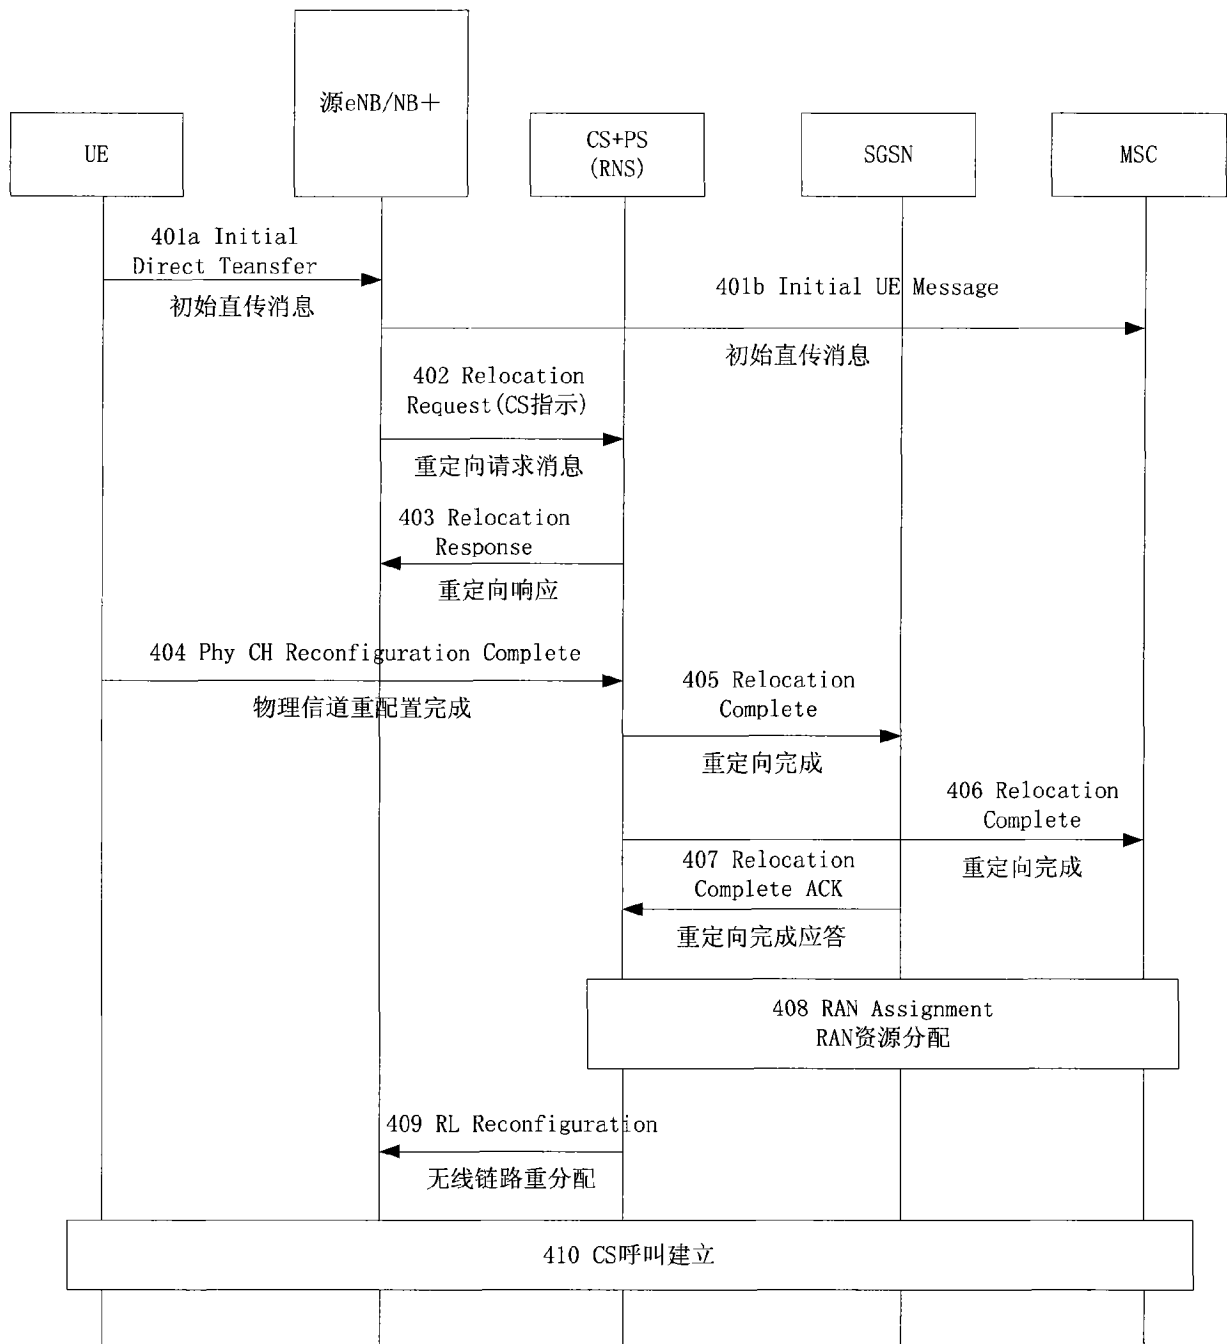 源eNB/NB+
UE
CS+PS
(RNS)
SGSN
MSC
401a Initial
Direct Teansfer
初始直传消息
401b Initial UE Message
初始直传消息
402 Relocation
Request(CS指示)
重定向请求消息
403 Relocation
Response
重定向响应
404 Phy CH Reconfiguration Complete
物理信道重配置完成
405 Relocation
Complete
重定向完成
406 Relocation
Complete
重定向完成
407 Relocation
Complete ACK
重定向完成应答
408 RAN Assignment
RAN资源分配
409 RL Reconfiguration
无线链路重分配
410 CS呼叫建立